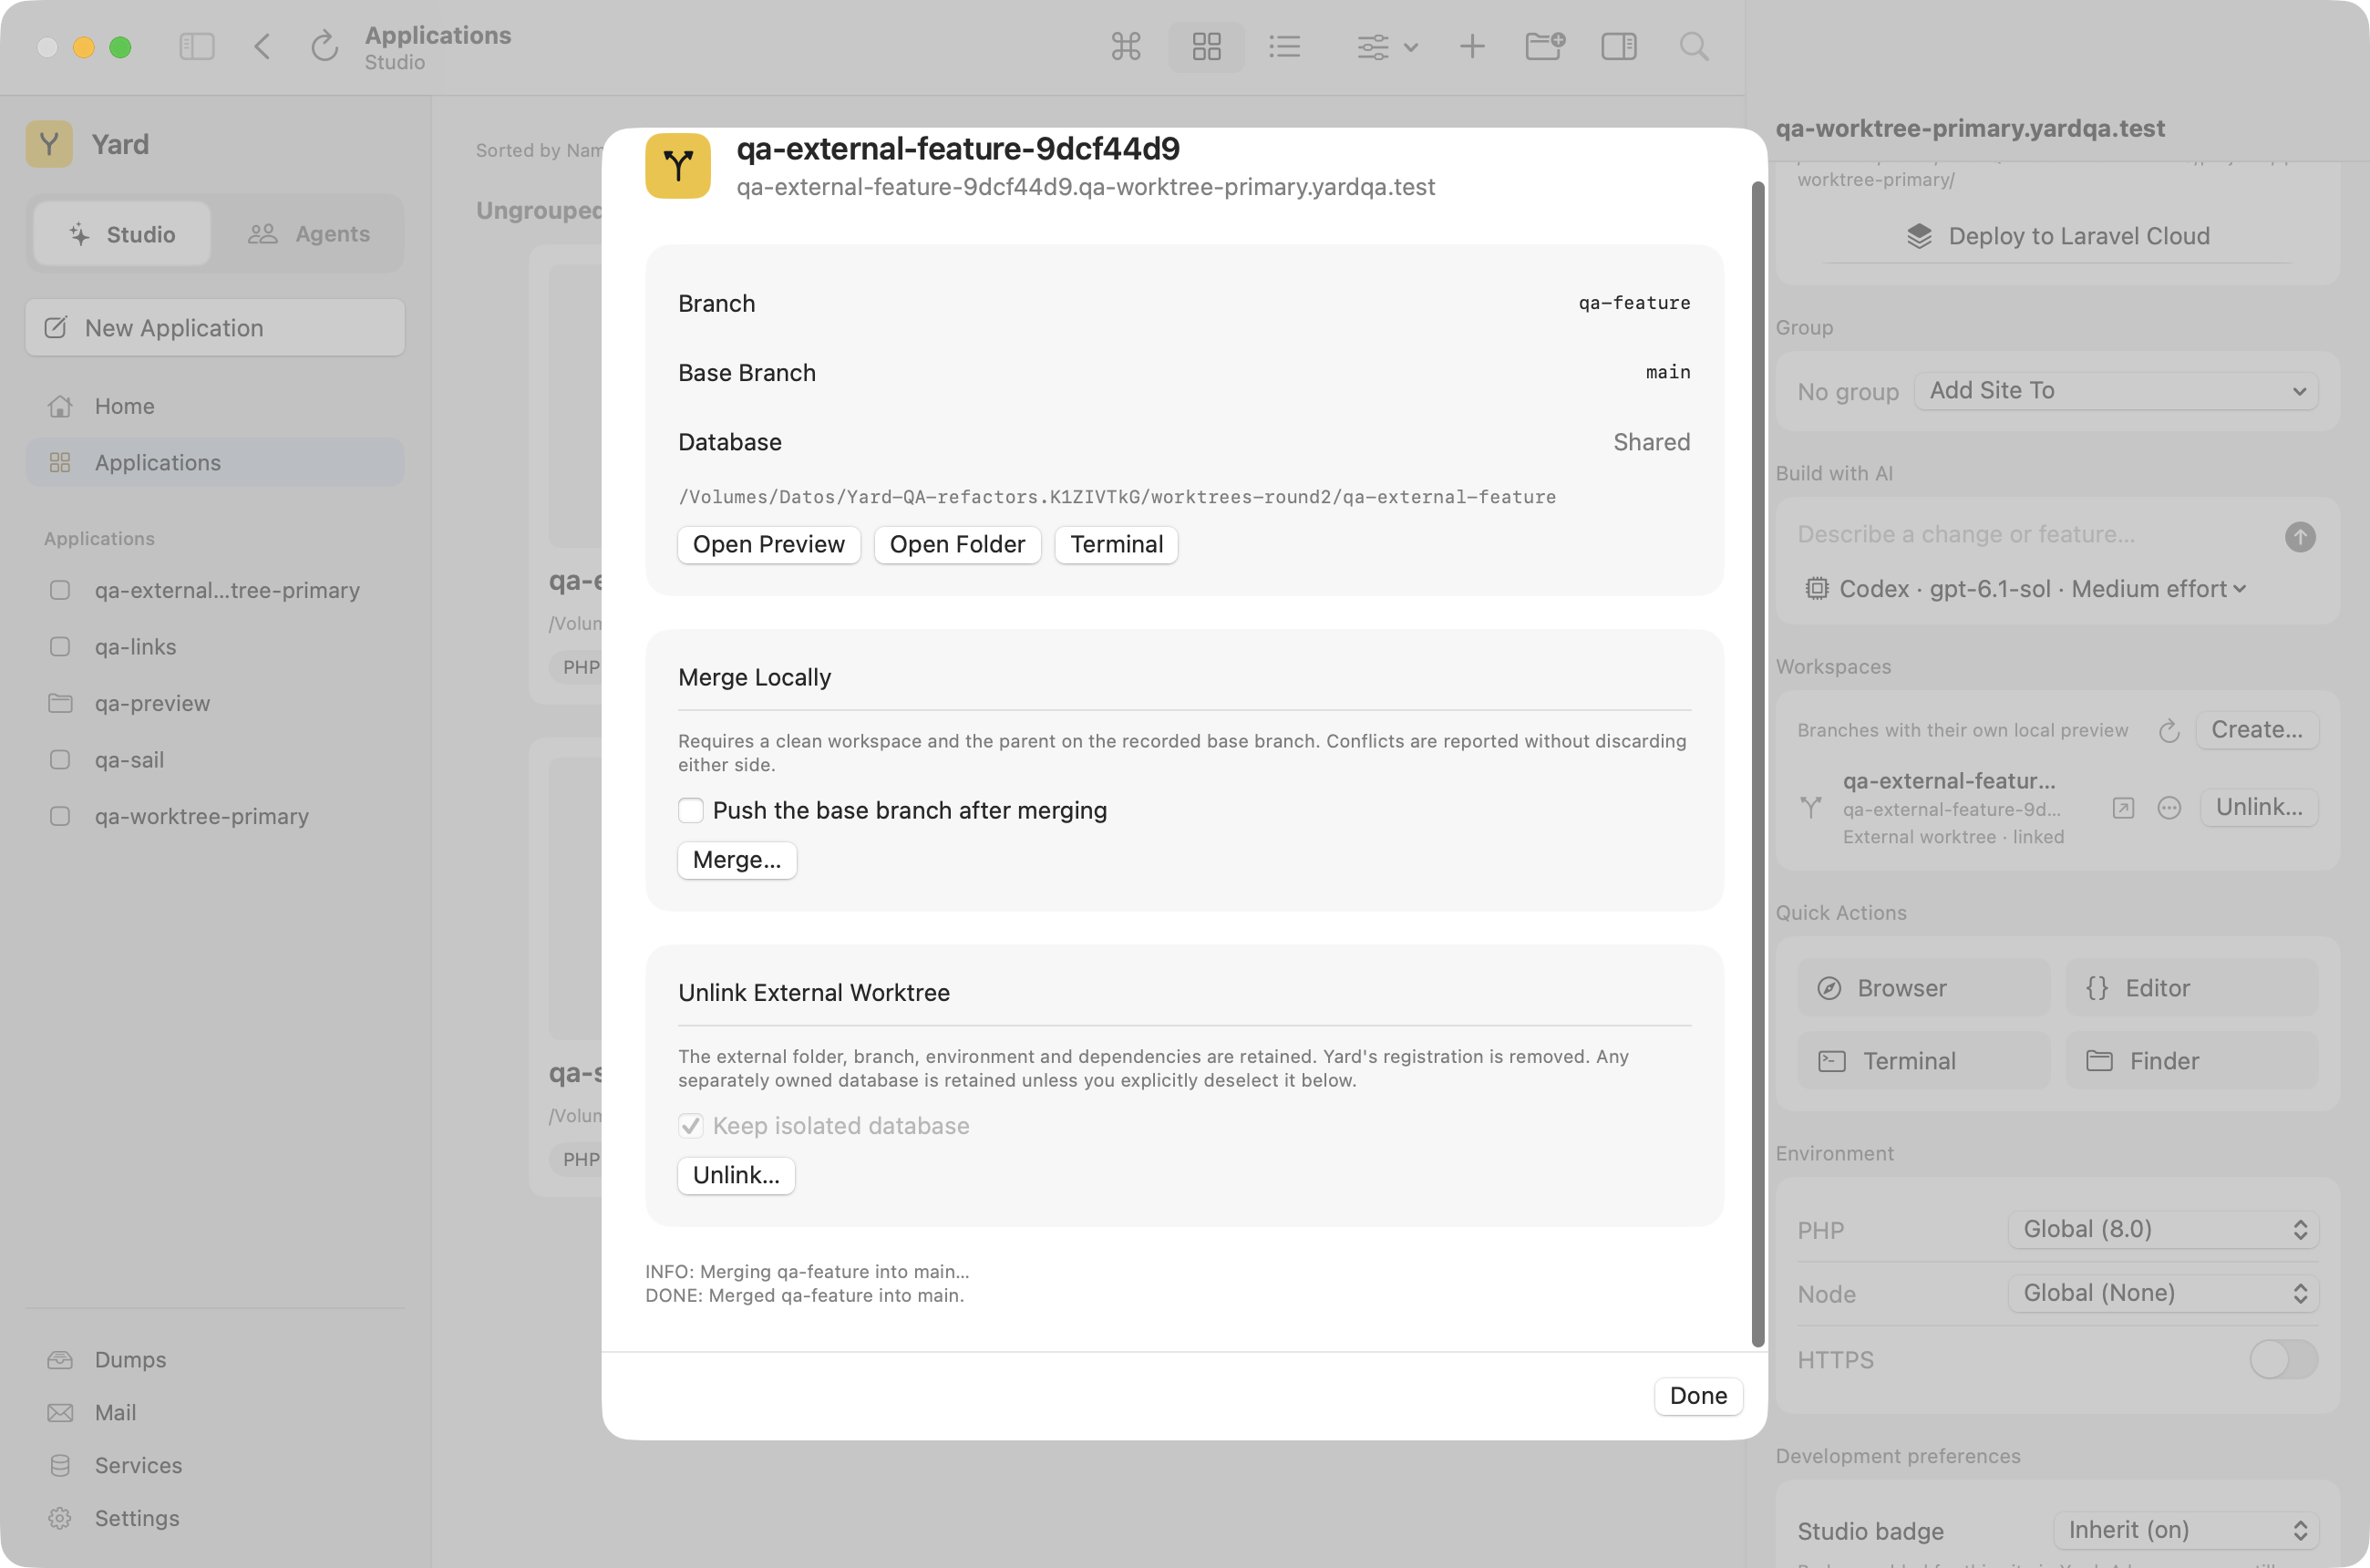 Applications
Studio
Yard
Studio
Agents
New Application
Home
Applications
Applications
qa-external...tree-primary
qa-links
qa-preview
qa-sail
qa-worktree-primary
Dumps
Mail
Services
Settings
Sorted by Nam
Ungrouped
qa-e
/Volum
PHP
qa-s
/Volum
PHP
qa-external-feature-9dcf44d9
qa-external-feature-9dcf44d9.qa-worktree-primary.yardqa.test
Branch
qa-feature
Base Branch
main
Database
Shared
/Volumes/Datos/Yard-QA-refactors.K1ZIVTkG/worktrees-round2/qa-external-feature
Open Preview
Open Folder
Terminal
Merge Locally
Requires a clean workspace and the parent on the recorded base branch. Conflicts are reported without discarding
either side.
Push the base branch after merging
Merge...
Unlink External Worktree
The external folder, branch, environment and dependencies are retained. Yard's registration is removed. Any
separately owned database is retained unless you explicitly deselect it below.
Keep isolated database
Unlink...
INFO: Merging qa-feature into main...
DONE: Merged qa-feature into main.
Done
qa-worktree-primary.yardqa.test
worktree-primary/
Deploy to Laravel Cloud
Group
No group
Add Site To
Build with AI
Describe a change or feature...
Codex · gpt-6.1-sol · Medium effort
Workspaces
Branches with their own local preview
Create...
qa-external-featur...
qa-external-feature-9d...
External worktree · linked
Unlink...
Quick Actions
Browser
Editor
Terminal
Finder
Environment
PHP
Global (8.0)
Node
Global (None)
HTTPS
Development preferences
Studio badge
Inherit (on)